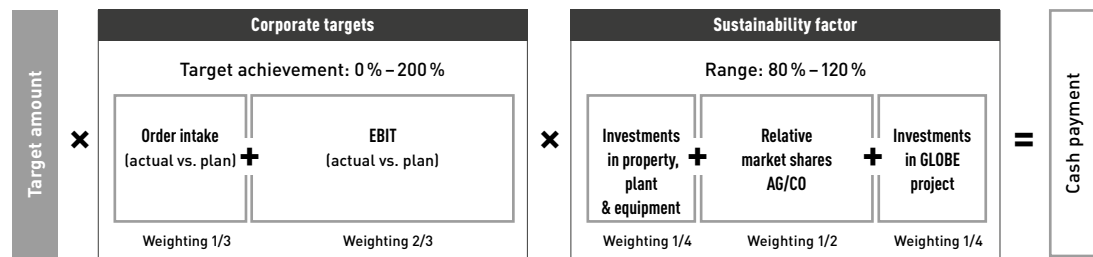 Target amount
×
Corporate targets
Target achievement: 0 % – 200 %
Order intake
(actual vs. plan)
+
EBIT
(actual vs. plan)
Weighting 1/3
Weighting 2/3
×
Sustainability factor
Range: 80 % – 120 %
Investments
in property,
plant
& equipment
+
Relative
market shares
AG/CO
+
Investments
in GLOBE
project
Weighting 1/4
Weighting 1/2
Weighting 1/4
=
Cash payment